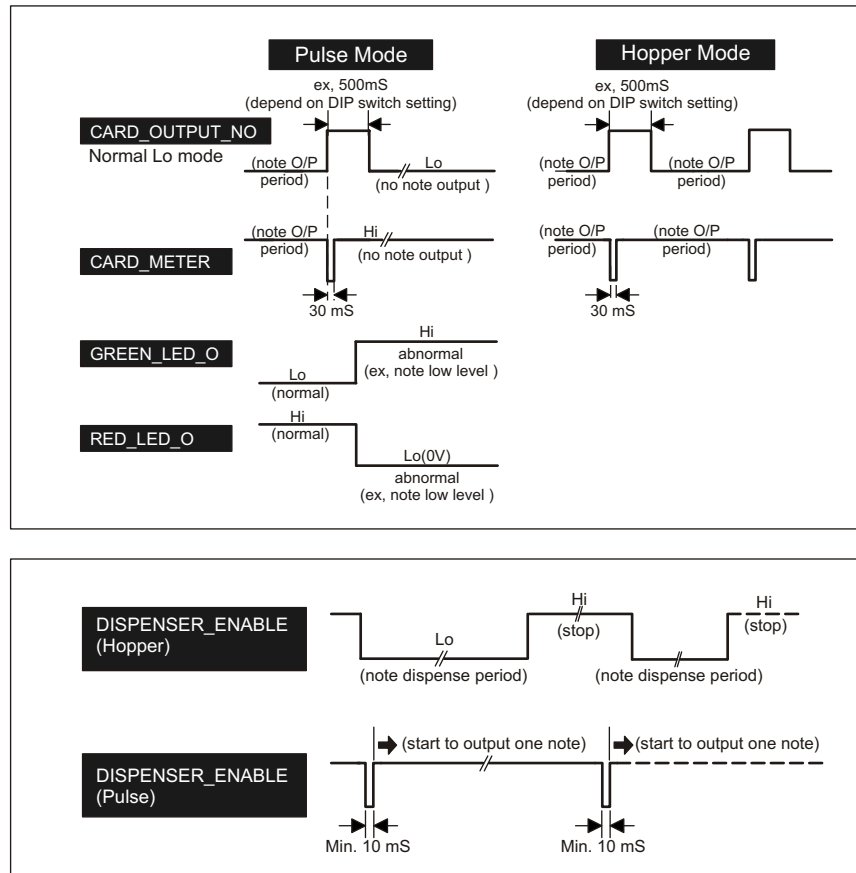 Pulse Mode
Hopper Mode
ex, 500mS
(depend on DIP switch setting)
ex, 500mS
(depend on DIP switch setting)
CARD_OUTPUT_NO
Normal Lo mode
(note O/P
period)
Lo
(no note output )
(note O/P
period)
(note O/P
period)
CARD_METER
(note O/P
period)
Hi
(no note output )
30 mS
(note O/P
period)
(note O/P
period)
30 mS
GREEN_LED_O
Lo
(normal)
Hi
abnormal
(ex, note low level )
RED_LED_O
Hi
(normal)
Lo(0V)
abnormal
(ex, note low level )
DISPENSER_ENABLE
(Hopper)
Lo
(note dispense period)
Hi
(stop)
(note dispense period)
Hi
(stop)
DISPENSER_ENABLE
(Pulse)
(start to output one note)
(start to output one note)
Min. 10 mS
Min. 10 mS